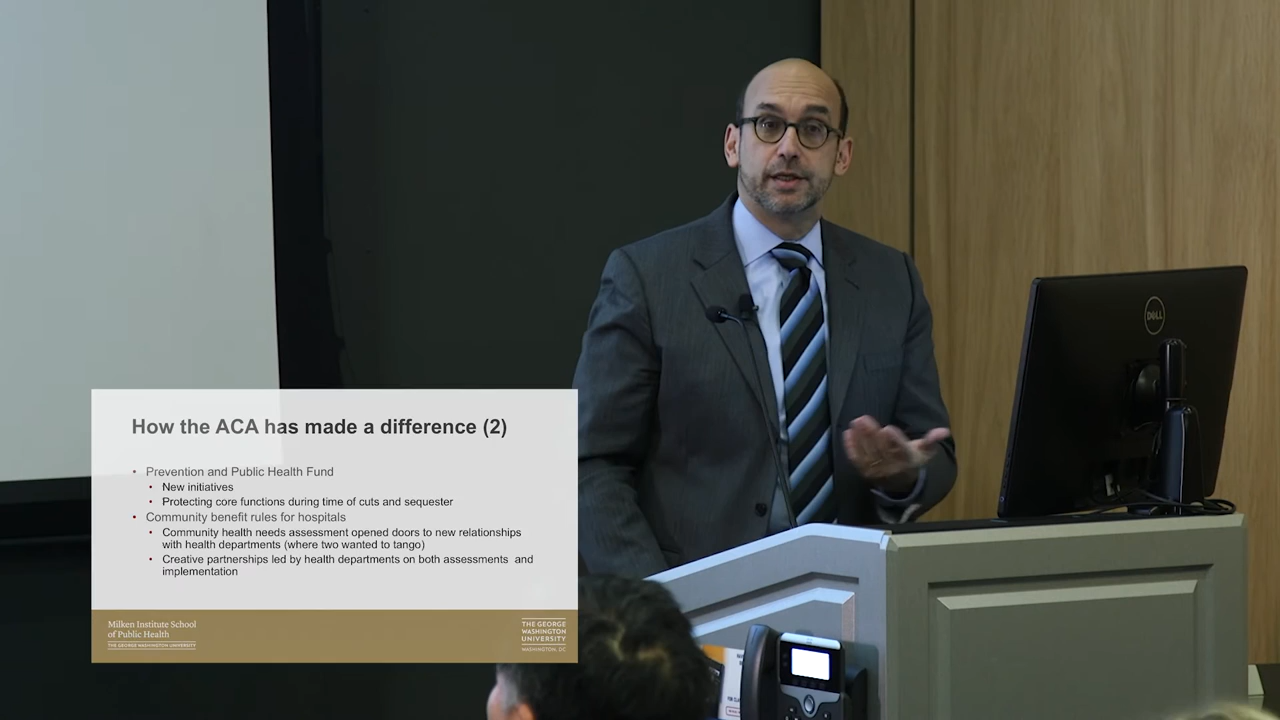 How the ACA has made a difference (2)
• Prevention and Public Health Fund
• New initiatives
• Protecting core functions during time of cuts and sequester
• Community benefit rules for hospitals
• Community health needs assessment opened doors to new relationships
with health departments (where two wanted to tango)
• Creative partnerships led by health departments on both assessments and
implementation
Milken Institute School
of Public Health
THE GEORGE WASHINGTON UNIVERSITY
THE GEORGE
WASHINGTON
UNIVERSITY
WASHINGTON, DC
DELL